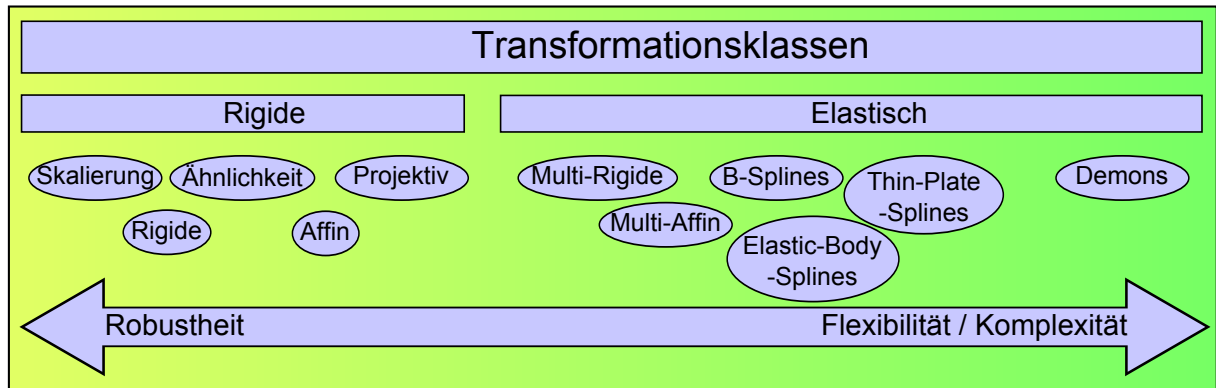 Transformationsklassen
Rigide
Elastisch
Skalierung
Ähnlichkeit
Projektiv
Rigide
Affin
Multi-Rigide
Multi-Affin
B-Splines
Elastic-Body
-Splines
Thin-Plate
-Splines
Demons
Robustheit
Flexibilität / Komplexität